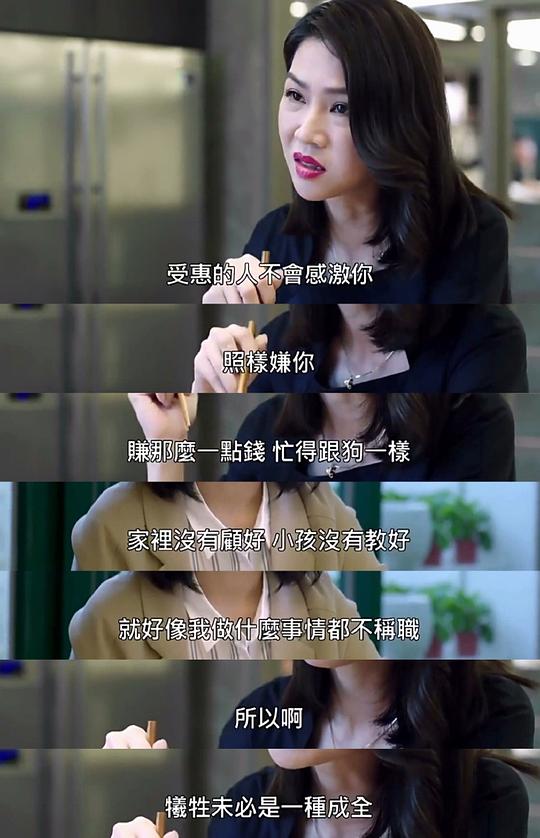 受惠的人不會感激你
照樣嫌你
賺那麼一點錢 忙得跟狗一樣
家裡沒有顧好 小孩沒有教好
就好像我做什麼事情都不稱職
所以啊
犧牲未必是一種成全